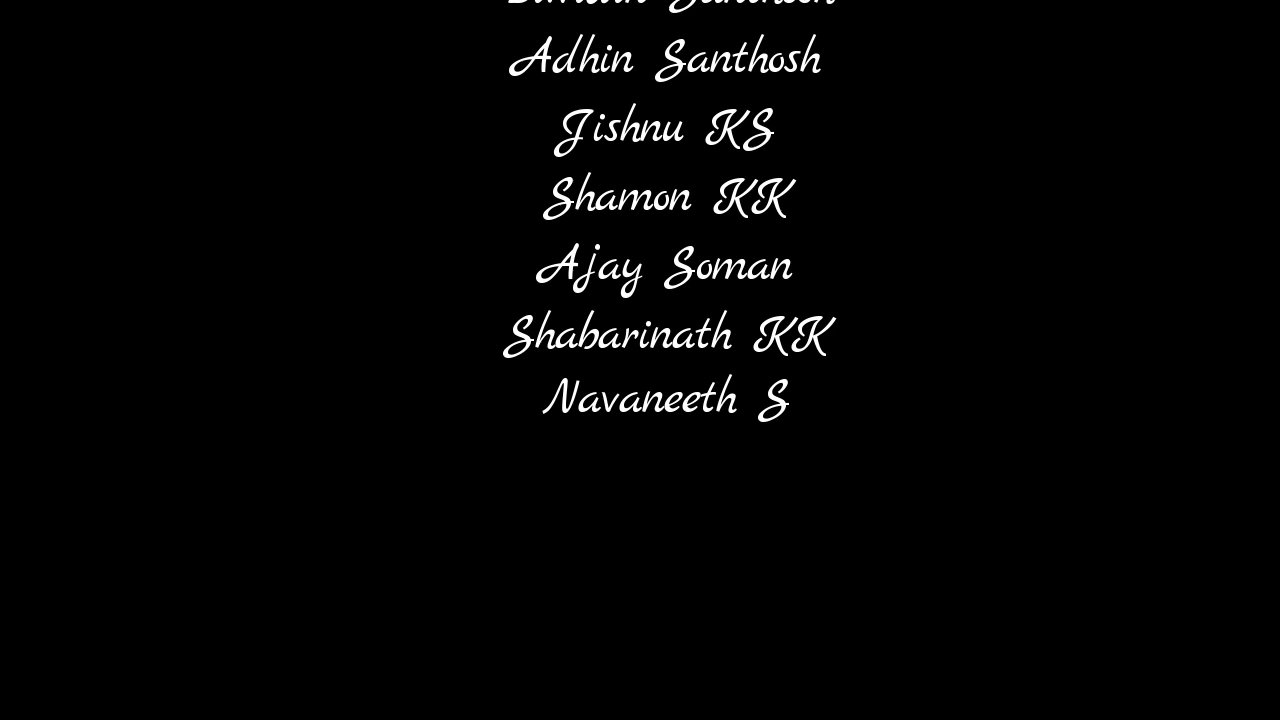 Adhin Santhosh
Jishnu KS
Shamon KK
Ajay Soman
Shabarinath KK
Navaneeth S